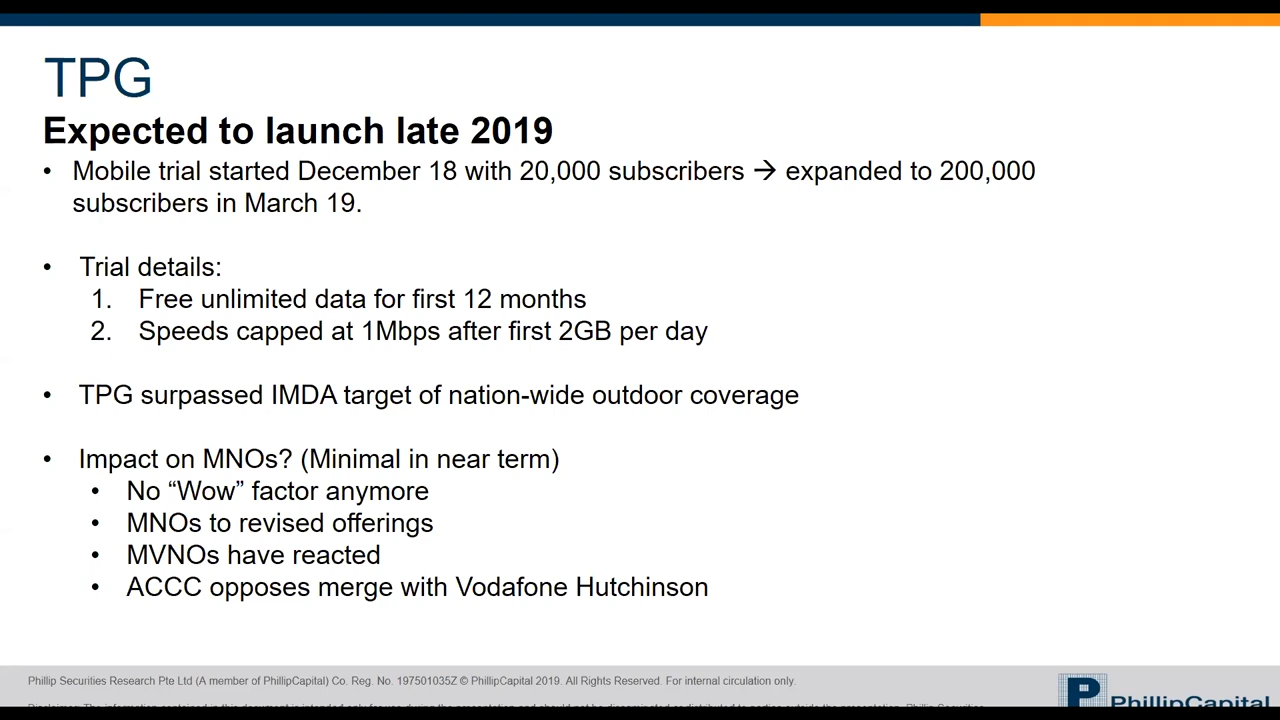 TPG
Expected to launch late 2019
• Mobile trial started December 18 with 20,000 subscribers → expanded to 200,000
subscribers in March 19.
• Trial details:
1. Free unlimited data for first 12 months
2. Speeds capped at 1Mbps after first 2GB per day
• TPG surpassed IMDA target of nation-wide outdoor coverage
• Impact on MNOs? (Minimal in near term)
• No “Wow” factor anymore
• MNOs to revised offerings
• MVNOs have reacted
• ACCC opposes merge with Vodafone Hutchinson
Phillip Securities Research Pte Ltd (A member of PhillipCapital) Co. Reg. No. 197501035Z © PhillipCapital 2019. All Rights Reserved. For internal circulation only.
P
PhillipCapital